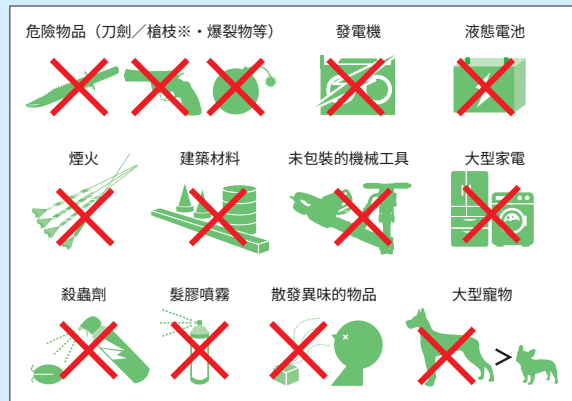 危險物品（刀劍／槍枝※・爆裂物等）
發電機
液態電池
煙火
建築材料
未包裝的機械工具
大型家電
殺蟲劑
髮膠噴霧
散發異味的物品
大型寵物
>